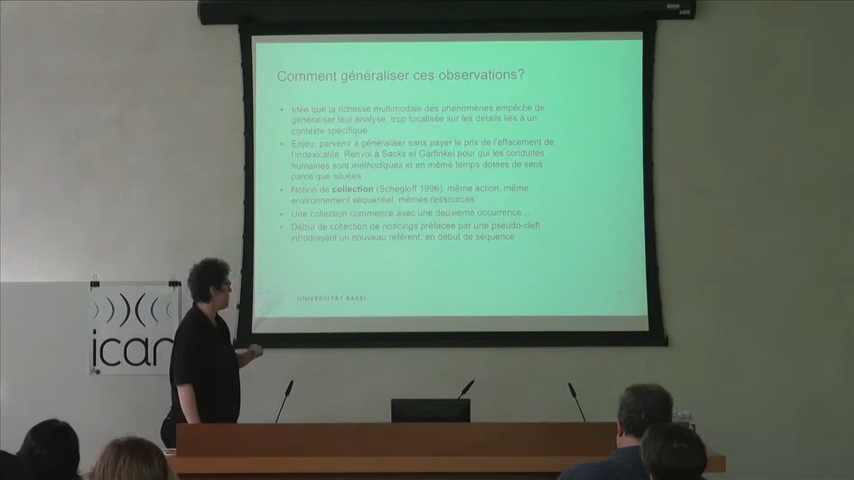 Comment généraliser ces observations?
• Idée que la richesse multimodale des phénomènes empêche de
généraliser leur analyse, trop focalisée sur les détails liés à un
contexte spécifique
• Enjeu: parvenir à généraliser sans payer le prix de l'effacement de
l'indexicalité. Renvoi à Sacks et Garfinkel pour qui les conduites
humaines sont méthodiques et en même temps dotées de sens
parce que situées
• Notion de collection (Schegloff 1996): même action, même
environnement séquentiel, mêmes ressources
• Une collection commence avec une deuxième occurrence…
• Début de collection de noticings préfacée par une pseudo-cleft
introduisant un nouveau référent, en début de séquence
UNIVERSITÄT BASEL
icar